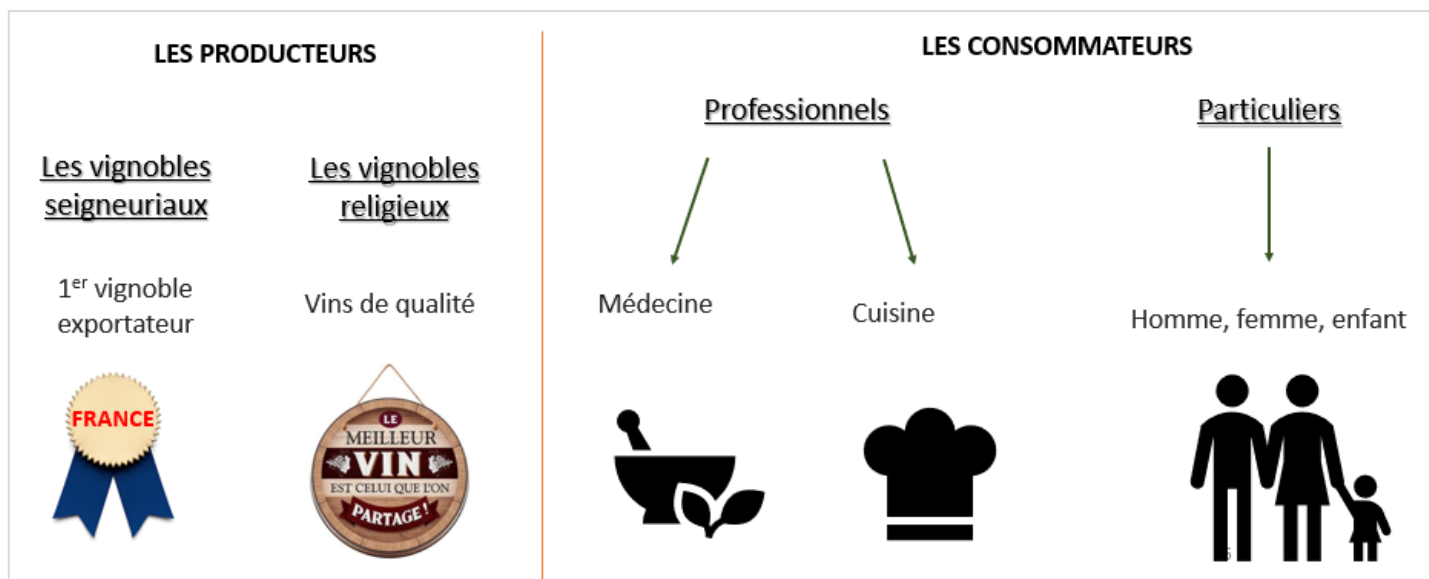 LES PRODUCTEURS
Les vignobles
seigneuriaux
1er vignoble
exportateur
FRANCE
Les vignobles
religieux
Vins de qualité
LE
MEILLEUR
VIN
EST CELUI QUE L'ON
PARTAGE !
LES CONSOMMATEURS
Professionnels
Médecine
Cuisine
Particuliers
Homme, femme, enfant